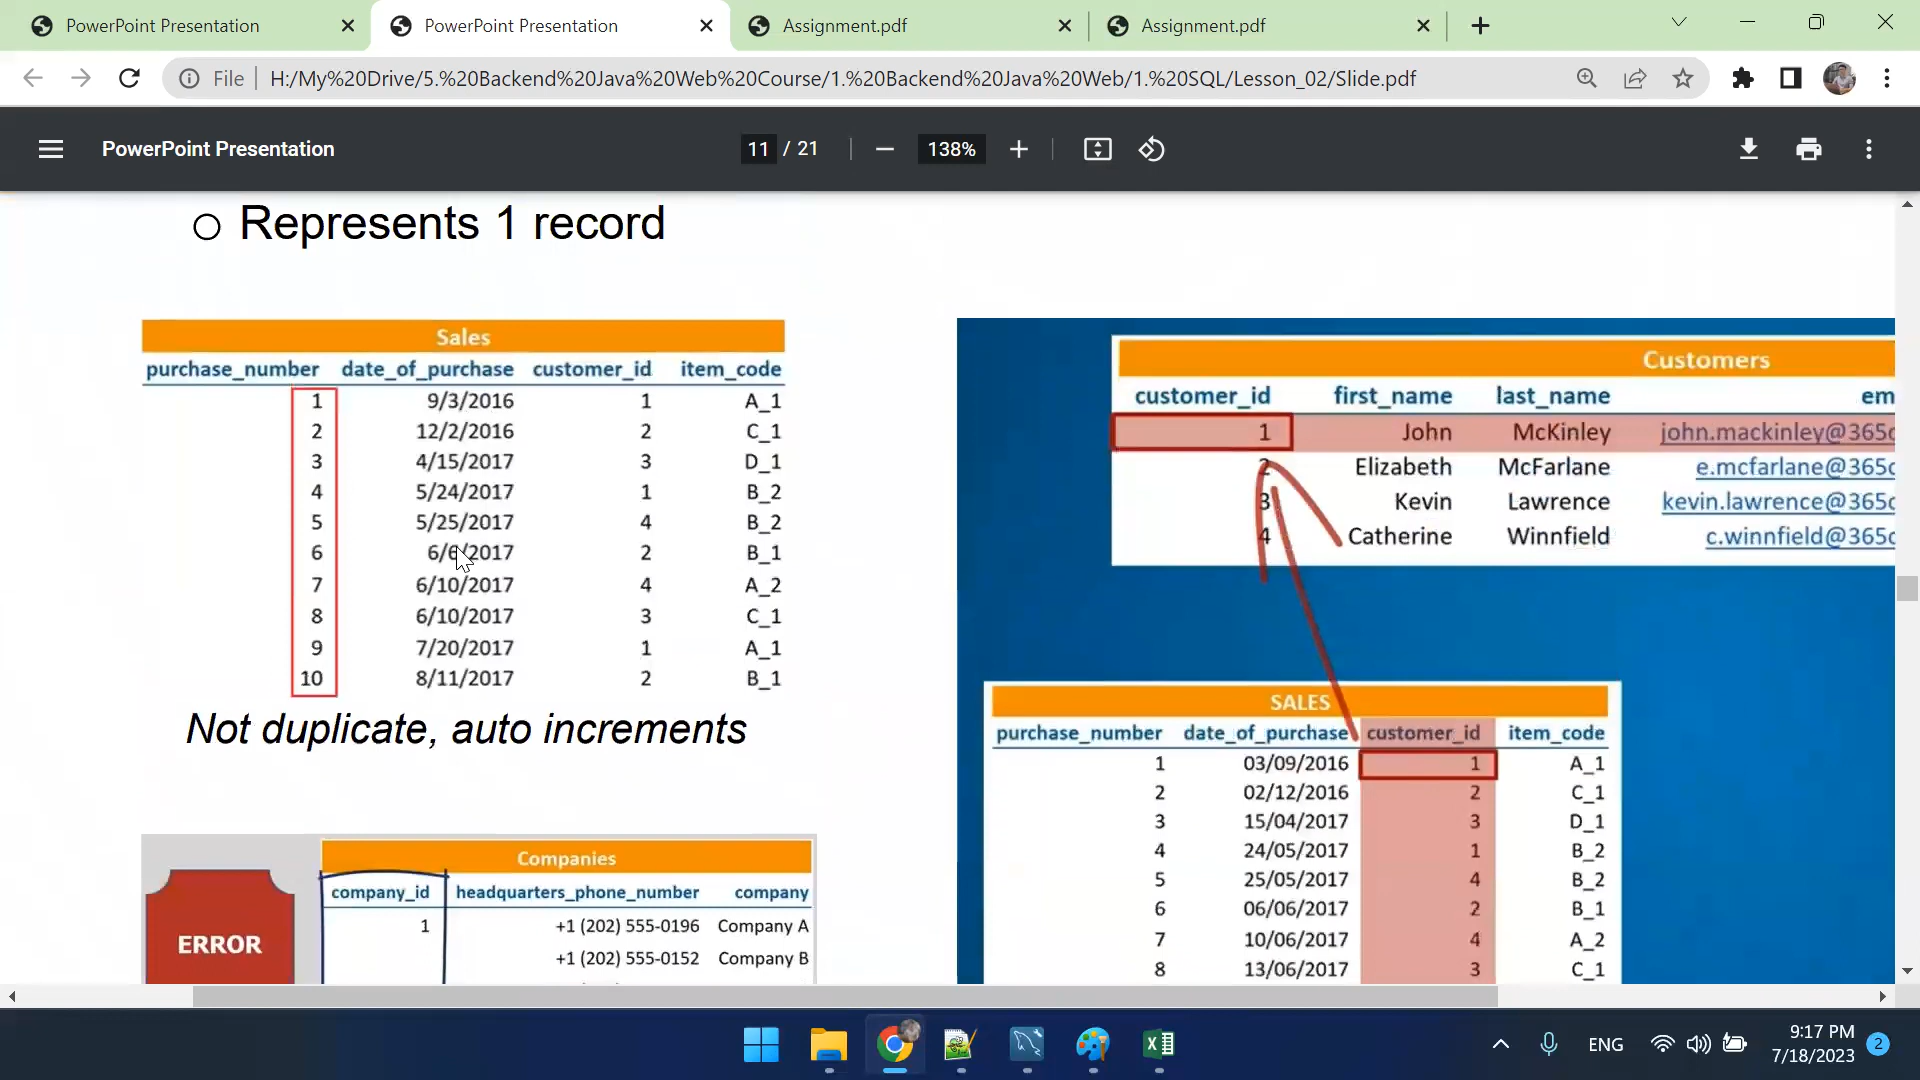 PowerPoint Presentation
PowerPoint Presentation
Assignment.pdf
Assignment.pdf
File
H:/My%20Drive/5.%20Backend%20Java%20Web%20Course/1.%20Backend%20Java%20Web/1.%20SQL/Lesson_02/Slide.pdf
PowerPoint Presentation
11 / 21
138%
Represents 1 record
Sales
purchase_number date_of_purchase customer_id item_code
1 9/3/2016 1 A_1
2 12/2/2016 2 C_1
3 4/15/2017 3 D_1
4 5/24/2017 1 B_2
5 5/25/2017 4 B_2
6 6/6/2017 2 B_1
7 6/10/2017 4 A_2
8 6/10/2017 3 C_1
9 7/20/2017 1 A_1
10 8/11/2017 2 B_1
Not duplicate, auto increments
Companies
company_id headquarters_phone_number company
1 +1 (202) 555-0196 Company A
+1 (202) 555-0152 Company B
ERROR
Customers
customer_id first_name last_name em
1 John McKinley john.mackinley@365c
2 Elizabeth McFarlane e.mcfarlane@365c
3 Kevin Lawrence kevin.lawrence@365c
4 Catherine Winnfield c.winnfield@365c
SALES
purchase_number date_of_purchase customer_id item_code
1 03/09/2016 1 A_1
2 02/12/2016 2 C_1
3 15/04/2017 3 D_1
4 24/05/2017 1 B_2
5 25/05/2017 4 B_2
6 06/06/2017 2 B_1
7 10/06/2017 4 A_2
8 13/06/2017 3 C_1
ENG
9:17 PM
7/18/2023
2